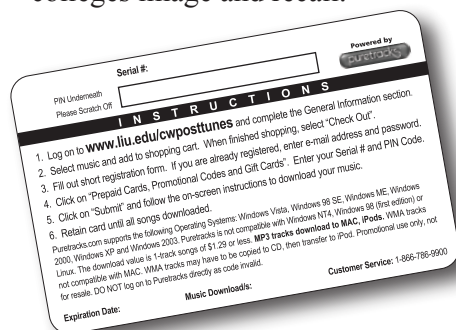 colleges image and recall.
Powered by
puretracks
Serial #:
PIN Underneath
Please Scratch Off
INSTRUCTIONS
1. Log on to www.liu.edu/cwposttunes and complete the General Information section.
2. Select music and add to shopping cart. When finished shopping, select "Check Out".
3. Fill out short registration form. If you are already registered, enter e-mail address and password.
4. Click on "Prepaid Cards, Promotional Codes and Gift Cards". Enter your Serial # and PIN Code.
5. Click on "Submit" and follow the on-screen instructions to download your music.
6. Retain card until all songs downloaded.
Puretracks.com supports the following Operating Systems: Windows Vista, Windows 98 SE, Windows ME, Windows
2000, Windows XP and Windows 2003. Puretracks is not compatible with Windows NT4, Windows 98 (first edition) or
Linux. The download value is 1-track songs of $1.29 or less. MP3 tracks download to MAC, iPods. WMA tracks
not compatible with MAC. WMA tracks may have to be copied to CD, then transfer to iPod. Promotional use only, not
for resale. DO NOT log on to Puretracks directly as code invalid.
Expiration Date: Music Download/s: Customer Service: 1-866-786-9900